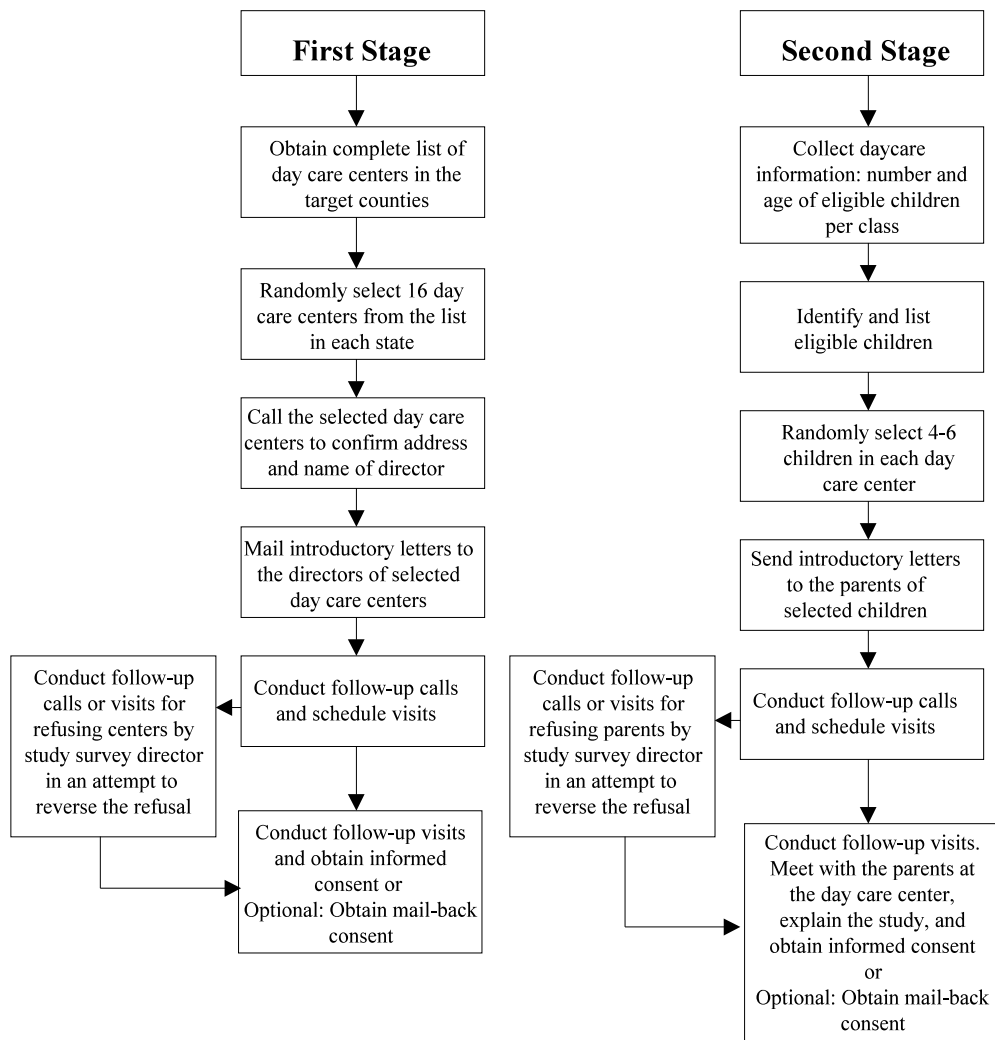 First Stage
Obtain complete list of
day care centers in the
target counties
Randomly select 16 day
care centers from the list
in each state
Call the selected day care
centers to confirm address
and name of director
Mail introductory letters to
the directors of selected
day care centers
Conduct follow-up calls
and schedule visits
Conduct follow-up
calls or visits for
refusing centers by
study survey director
in an attempt to
reverse the refusal
Conduct follow-up visits
and obtain informed
consent or
Optional: Obtain mail-back
consent
Second Stage
Collect daycare
information: number and
age of eligible children
per class
Identify and list
eligible children
Randomly select 4-6
children in each day
care center
Send introductory letters
to the parents of
selected children
Conduct follow-up calls
and schedule visits
Conduct follow-up
calls or visits for
refusing parents by
study survey director
in an attempt to
reverse the refusal
Conduct follow-up visits.
Meet with the parents at
the day care center,
explain the study, and
obtain informed consent
or
Optional: Obtain mail-back
consent